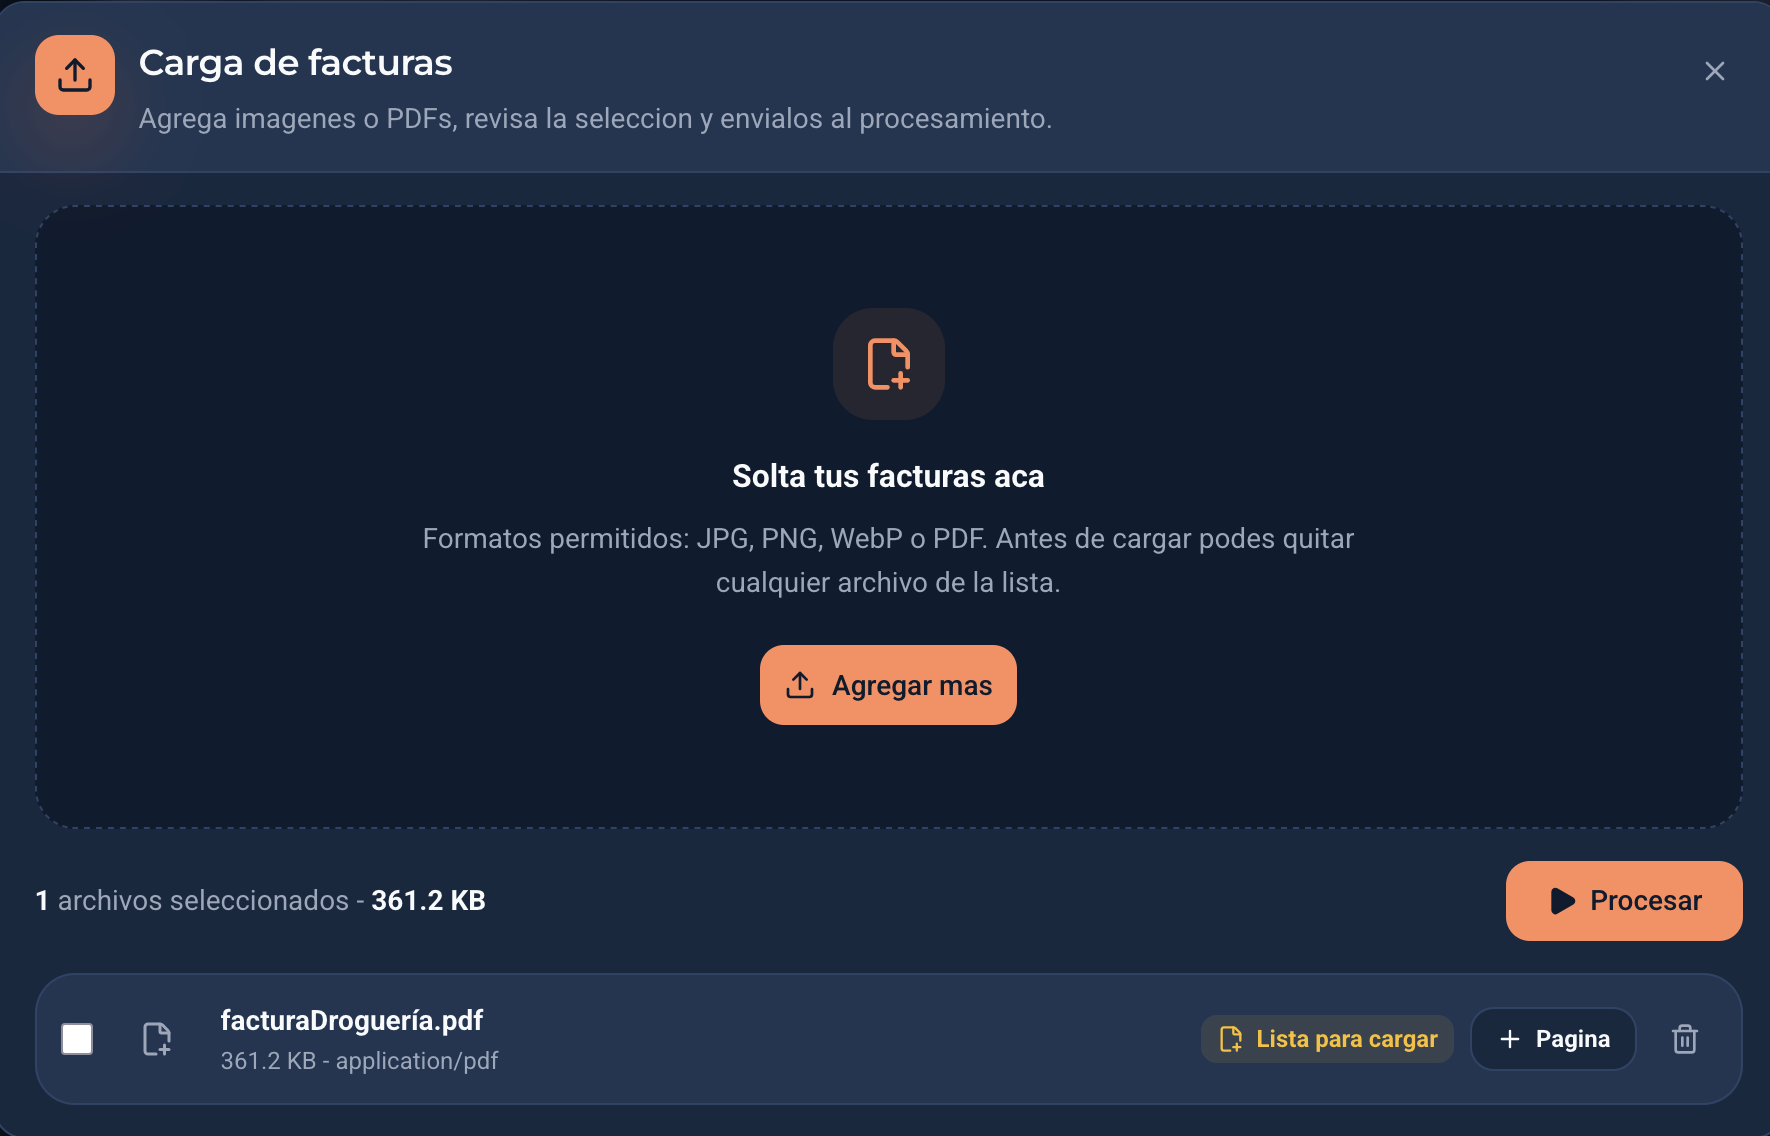 Carga de facturas
Agrega imagenes o PDFs, revisa la seleccion y envialos al procesamiento.
Solta tus facturas aca
Formatos permitidos: JPG, PNG, WebP o PDF. Antes de cargar podes quitar
cualquier archivo de la lista.
Agregar mas
1 archivos seleccionados - 361.2 KB
Procesar
facturaDroguería.pdf
361.2 KB - application/pdf
Lista para cargar
+ Pagina